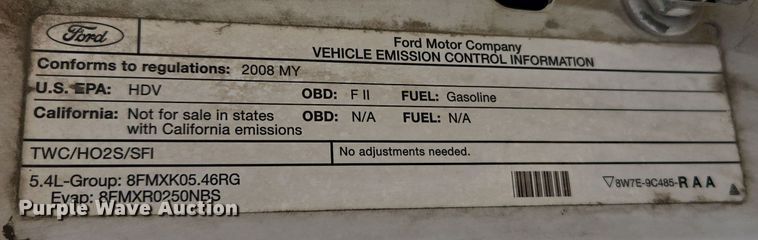 Ford
Ford Motor Company
VEHICLE EMISSION CONTROL INFORMATION
Conforms to regulations: 2008 MY
U.S. EPA: HDV OBD: F II FUEL: Gasoline
California: Not for sale in states OBD: N/A FUEL: N/A
with California emissions
TWC/HO2S/SFI No adjustments needed.
5.4L-Group: 8FMXK05.46RG 8W7E-9C485-RAA
Evap: 8FMXR0250NBS
Purple Wave Auction